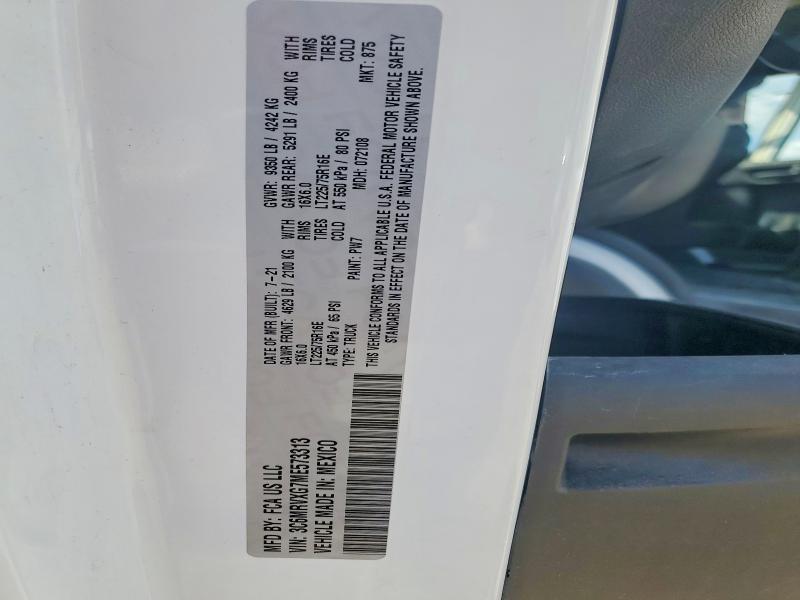 MFD BY: FCA US LLC
DATE OF MFR (BUILT): 7-21 GVWR: 9350 LB / 4242 KG
GAWR FRONT: 4629 LB / 2100 KG WITH GAWR REAR: 5291 LB / 2400 KG WITH
16X6.0 RIMS 16X6.0 RIMS
LT225/75R16E TIRES LT225/75R16E TIRES
AT 450 kPa / 65 PSI COLD AT 550 kPa / 80 PSI COLD
VIN: 3C6MRVXG7ME573313
TYPE: TRUCK PAINT: PW7 MDH: 072108 MKT: 875
VEHICLE MADE IN: MEXICO
THIS VEHICLE CONFORMS TO ALL APPLICABLE U.S.A. FEDERAL MOTOR VEHICLE SAFETY
STANDARDS IN EFFECT ON THE DATE OF MANUFACTURE SHOWN ABOVE.